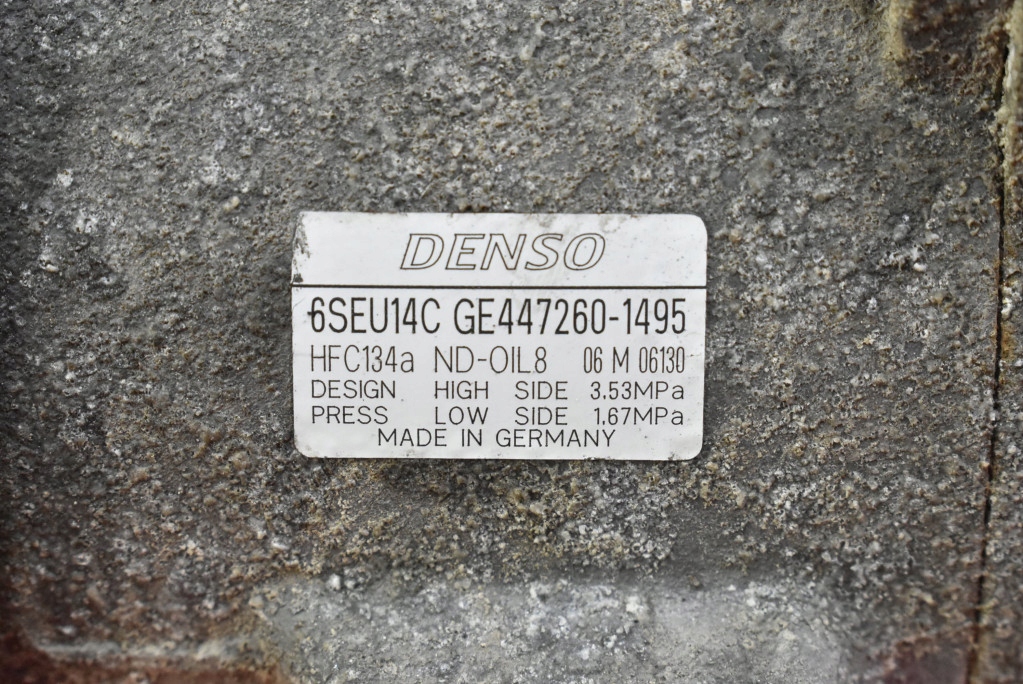 DENSO
6SEU14C GE447260-1495
HFC134a ND-OIL8 06 M 06130
DESIGN HIGH SIDE 3.53MPa
PRESS LOW SIDE 1.67MPa
MADE IN GERMANY